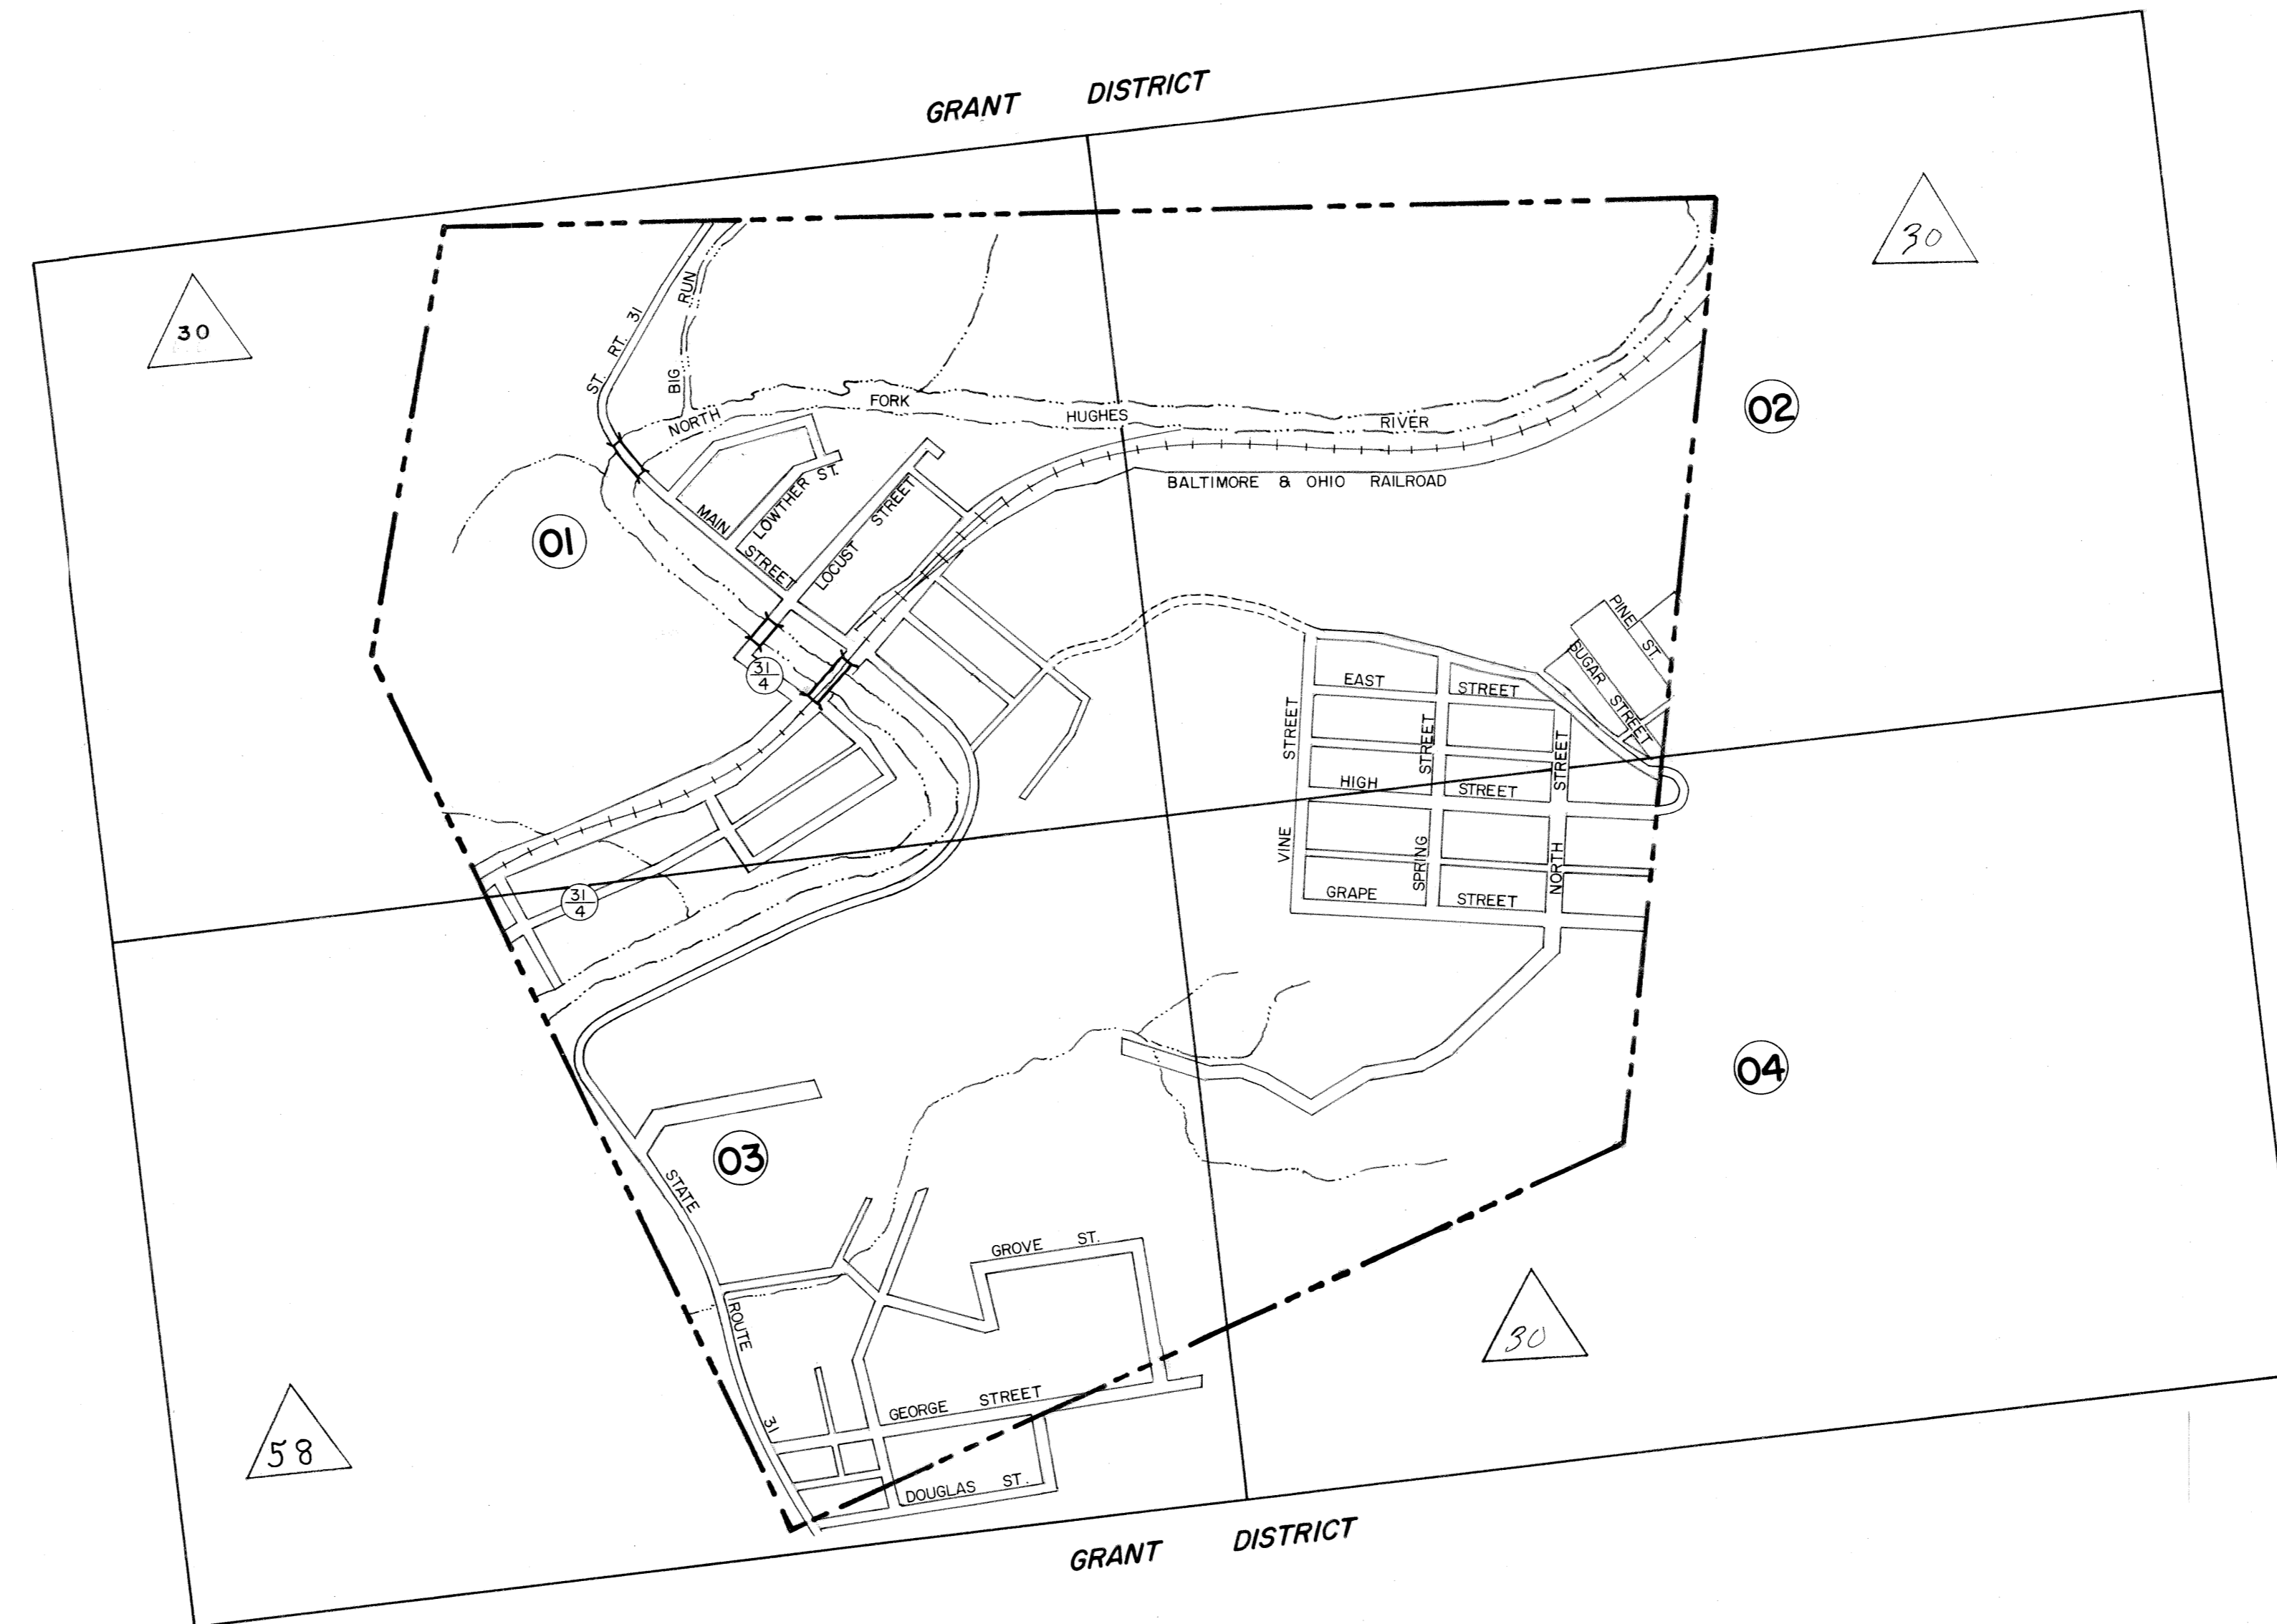 GRANT DISTRICT
30
30
ST. RT. 31
BIG RUN
NORTH FORK HUGHES RIVER
02
BALTIMORE & OHIO RAILROAD
01
MAIN STREET
LOWTHER ST.
LOCUST STREET
31
4
PINE ST.
SUGAR STREET
EAST STREET
VINE STREET
SPRING STREET
NORTH STREET
HIGH STREET
GRAPE STREET
31
4
04
03
STATE ROUTE 31
GROVE ST.
30
GEORGE STREET
58
DOUGLAS ST.
GRANT DISTRICT